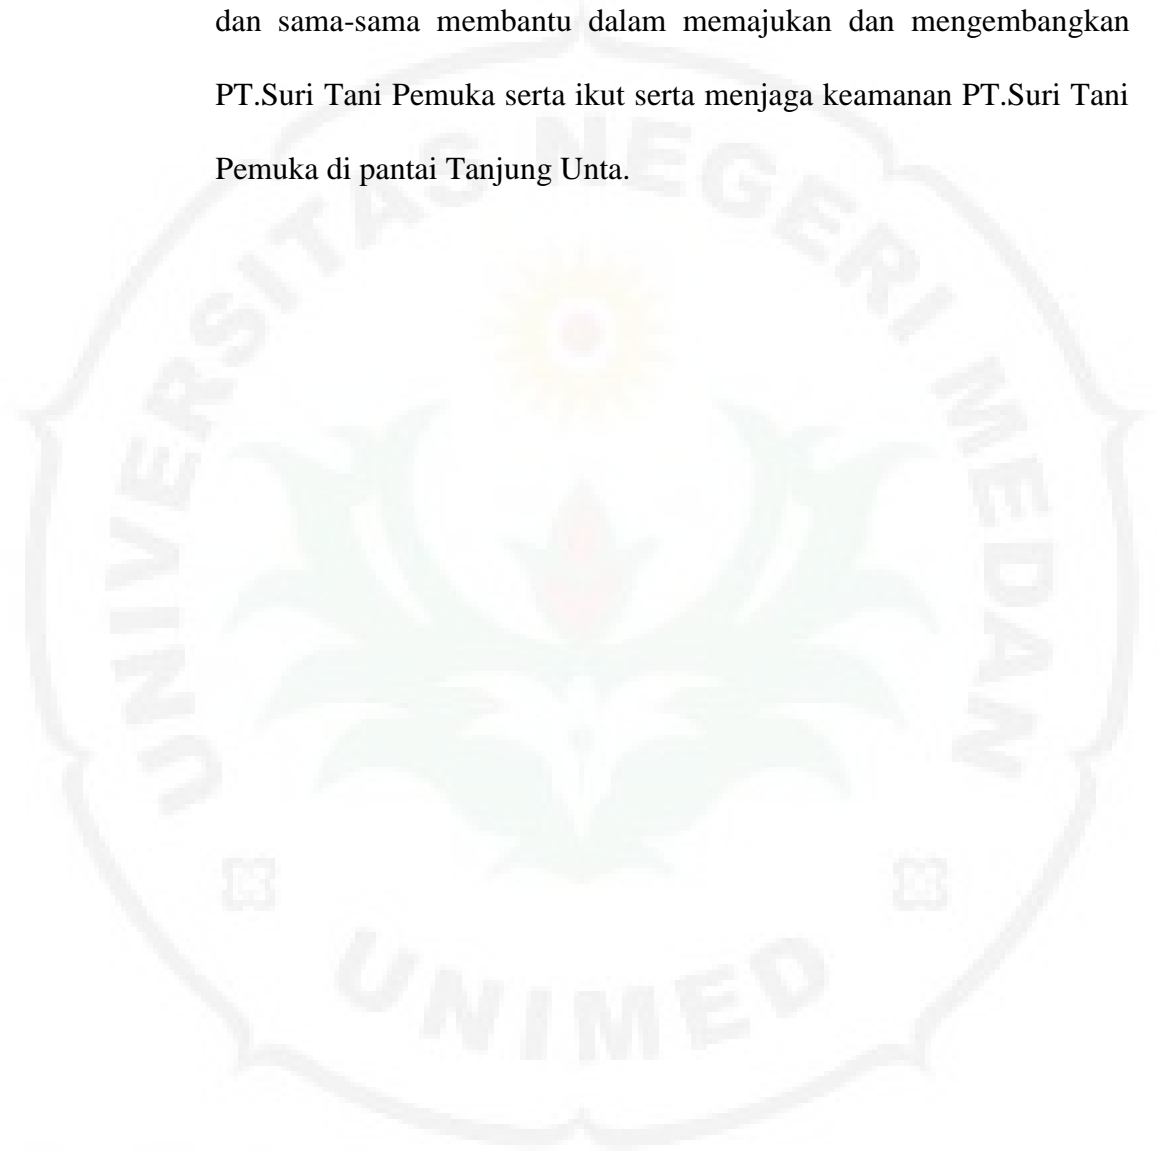 dan sama-sama membantu dalam memajukan dan mengembangkan
PT.Suri Tani Pemuka serta ikut serta menjaga keamanan PT.Suri Tani
Pemuka di pantai Tanjung Unta.
UNIVERSITAS NEGERI MEDAN
UNIMED